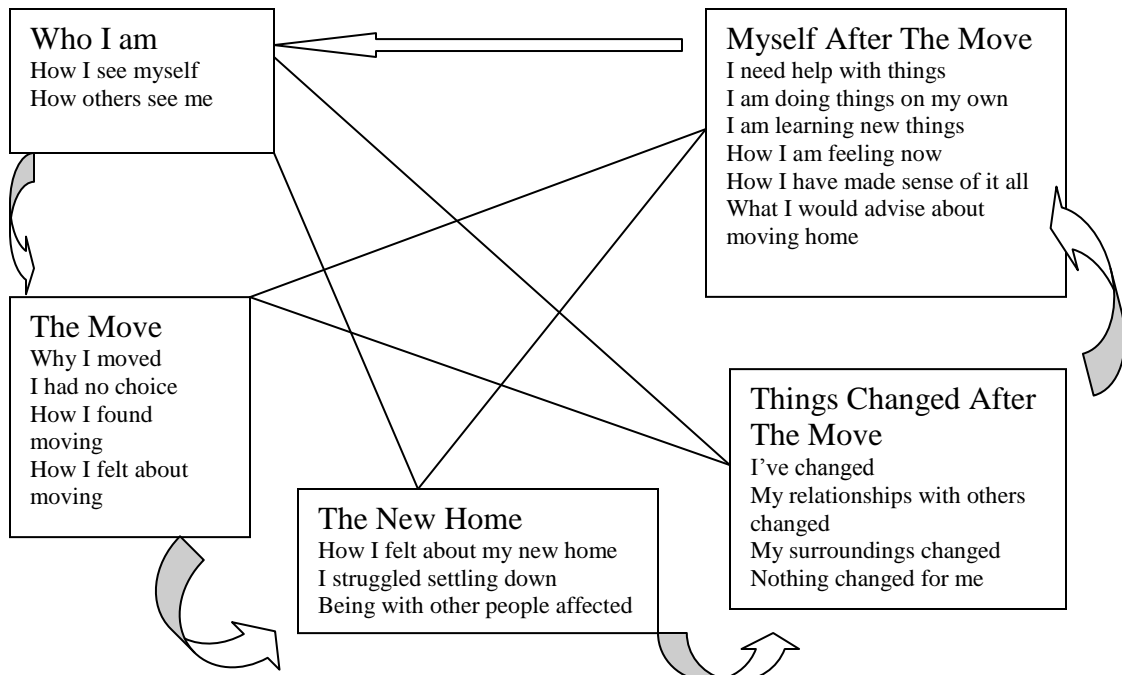 Who I am
How I see myself
How others see me
Myself After The Move
I need help with things
I am doing things on my own
I am learning new things
How I am feeling now
How I have made sense of it all
What I would advise about
moving home
The Move
Why I moved
I had no choice
How I found
moving
How I felt about
moving
The New Home
How I felt about my new home
I struggled settling down
Being with other people affected
Things Changed After
The Move
I’ve changed
My relationships with others
changed
My surroundings changed
Nothing changed for me